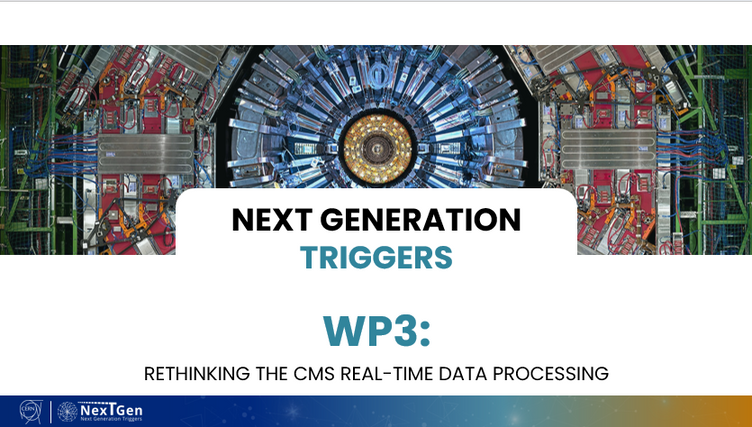 NEXT GENERATION
TRIGGERS
WP3:
RETHINKING THE CMS REAL-TIME DATA PROCESSING
CERN
NexTGen
Next Generation Triggers